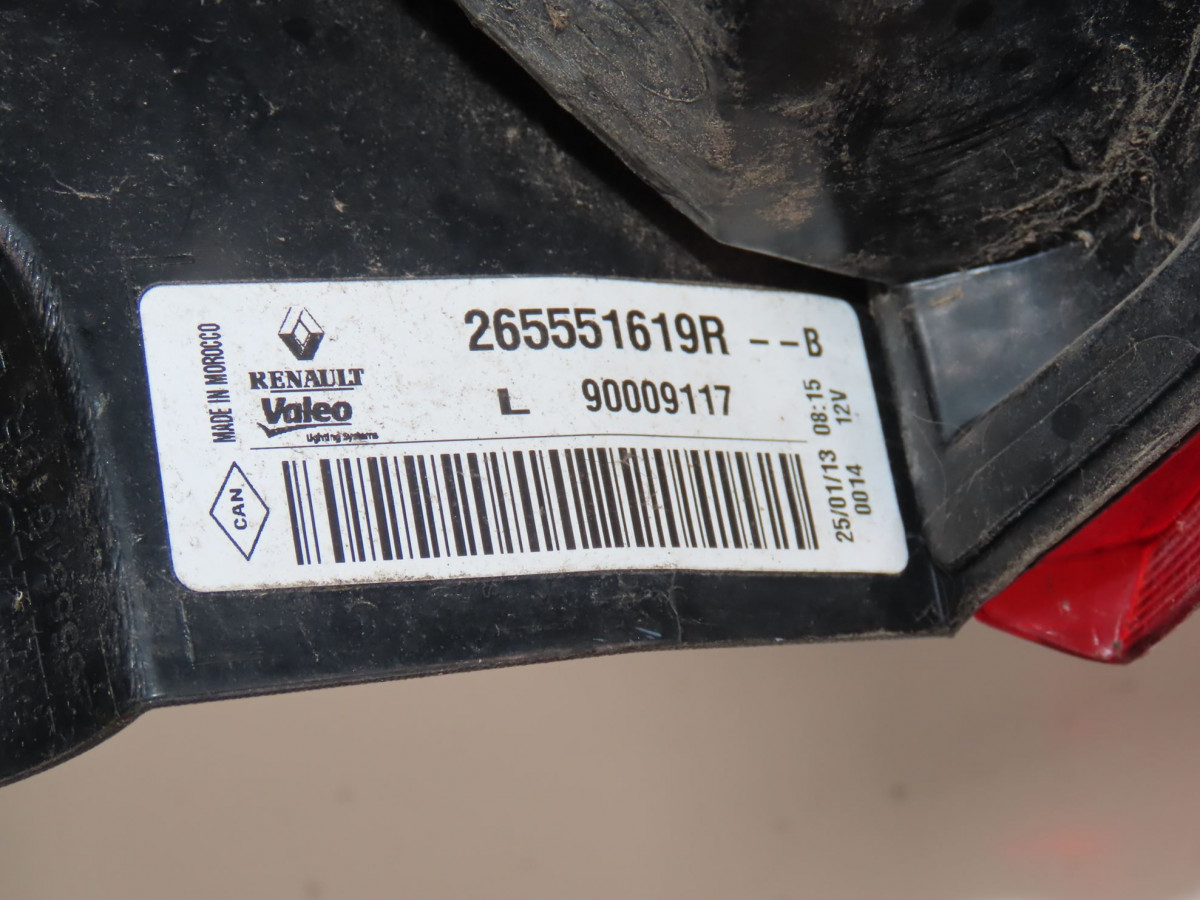 MADE IN MOROCCO
RENAULT
Valeo
Lighting Systems
265551619R --B
L 90009117
CAN.
25/01/13 08:15
0014 12V